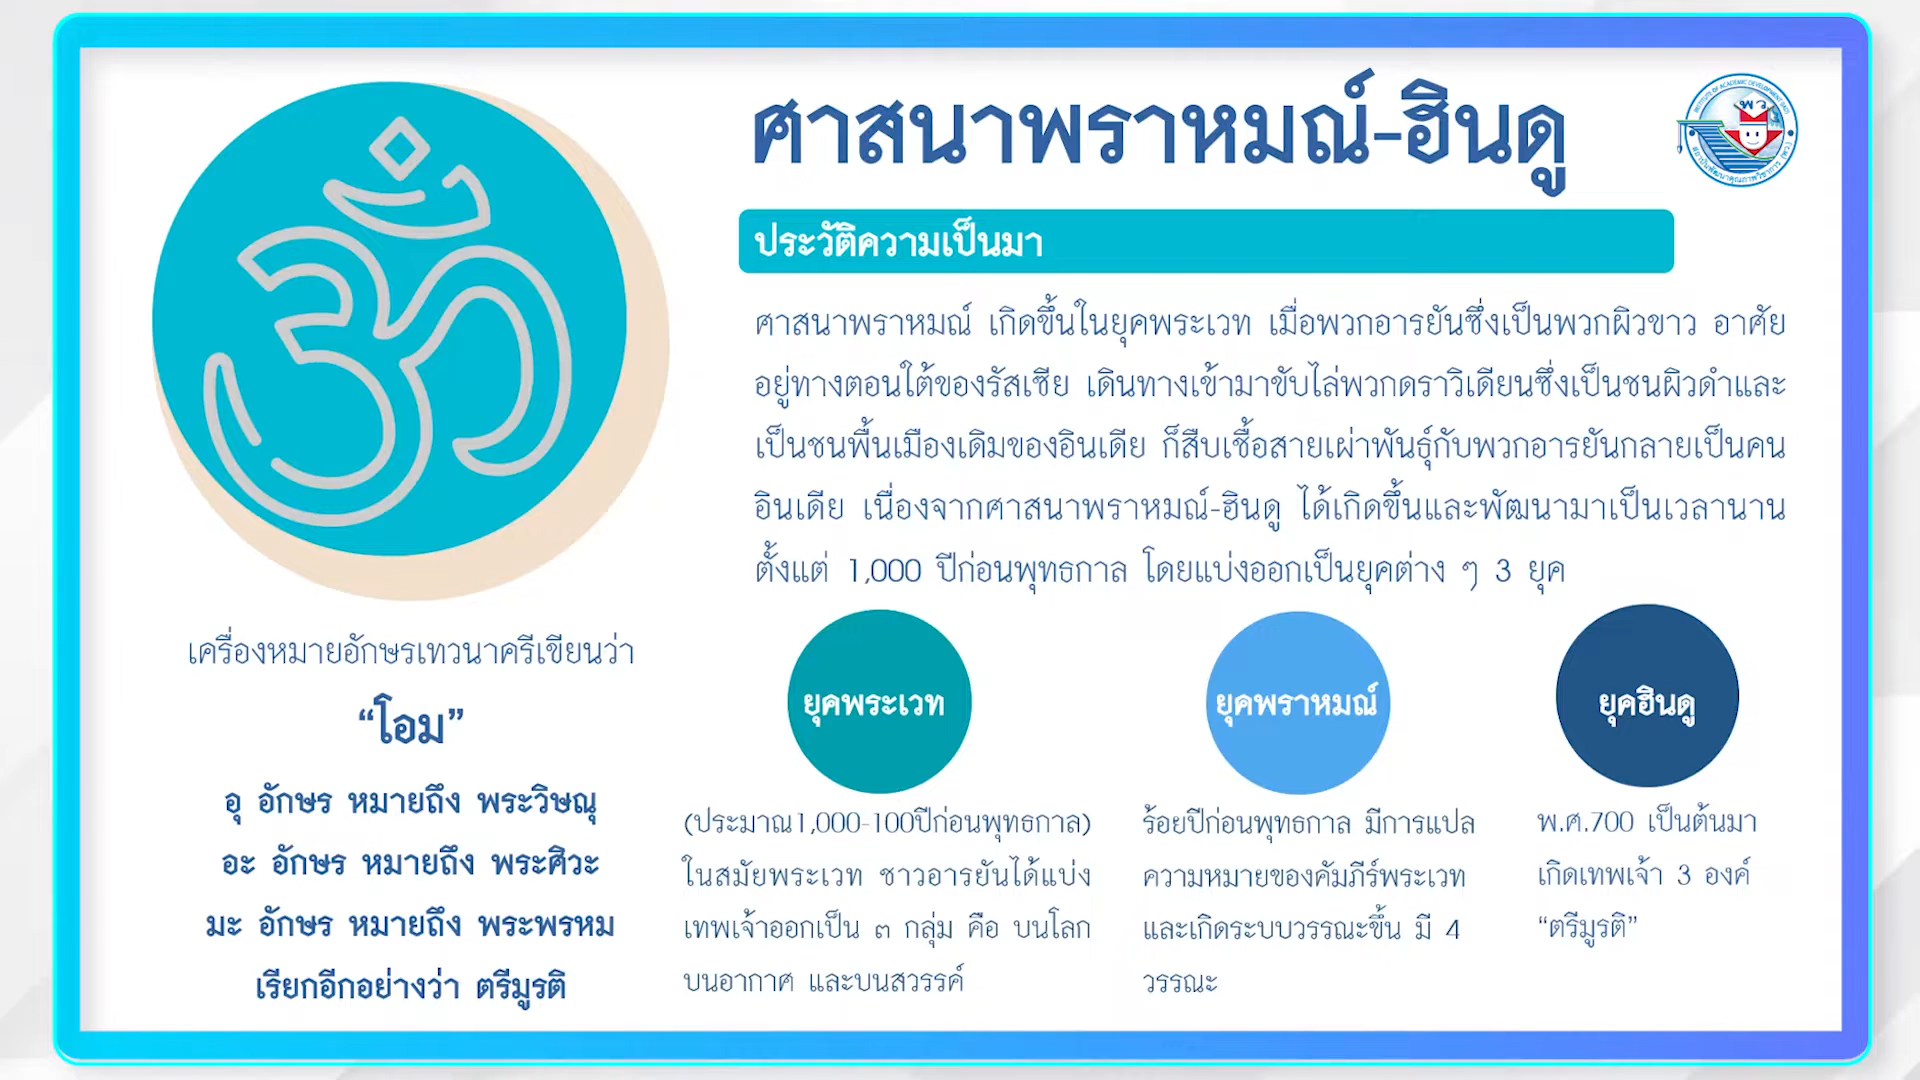 ศาสนาพราหมณ์-ฮินดู
ประวัติความเป็นมา
ศาสนาพราหมณ์ เกิดขึ้นในยุคพระเวท เมื่อพวกอารยันซึ่งเป็นพวกผิวขาว อาศัย
อยู่ทางตอนใต้ของรัสเซีย เดินทางเข้ามาขับไล่พวกดราวิเดียนซึ่งเป็นชนผิวดำและ
เป็นชนพื้นเมืองเดิมของอินเดีย ก็สืบเชื้อสายเผ่าพันธุ์กับพวกอารยันกลายเป็นคน
อินเดีย เนื่องจากศาสนาพราหมณ์-ฮินดู ได้เกิดขึ้นและพัฒนามาเป็นเวลานาน
ตั้งแต่ 1,000 ปีก่อนพุทธกาล โดยแบ่งออกเป็นยุคต่าง ๆ 3 ยุค
เครื่องหมายอักษรเทวนาครีเขียนว่า
“โอม”
อุ อักษร หมายถึง พระวิษณุ
อะ อักษร หมายถึง พระศิวะ
มะ อักษร หมายถึง พระพรหม
เรียกอีกอย่างว่า ตรีมูรติ
ยุคพระเวท
(ประมาณ1,000-100ปีก่อนพุทธกาล)
ในสมัยพระเวท ชาวอารยันได้แบ่ง
เทพเจ้าออกเป็น ๓ กลุ่ม คือ บนโลก
บนอากาศ และบนสวรรค์
ยุคพราหมณ์
ร้อยปีก่อนพุทธกาล มีการแปล
ความหมายของคัมภีร์พระเวท
และเกิดระบบวรรณะขึ้น มี 4
วรรณะ
ยุคฮินดู
พ.ศ.700 เป็นต้นมา
เกิดเทพเจ้า 3 องค์
“ตรีมูรติ”
INSTITUTE OF ACADEMIC DEVELOPMENT (IAD)
พว
สถาบันพัฒนาคุณภาพวิชาการ (พว.)